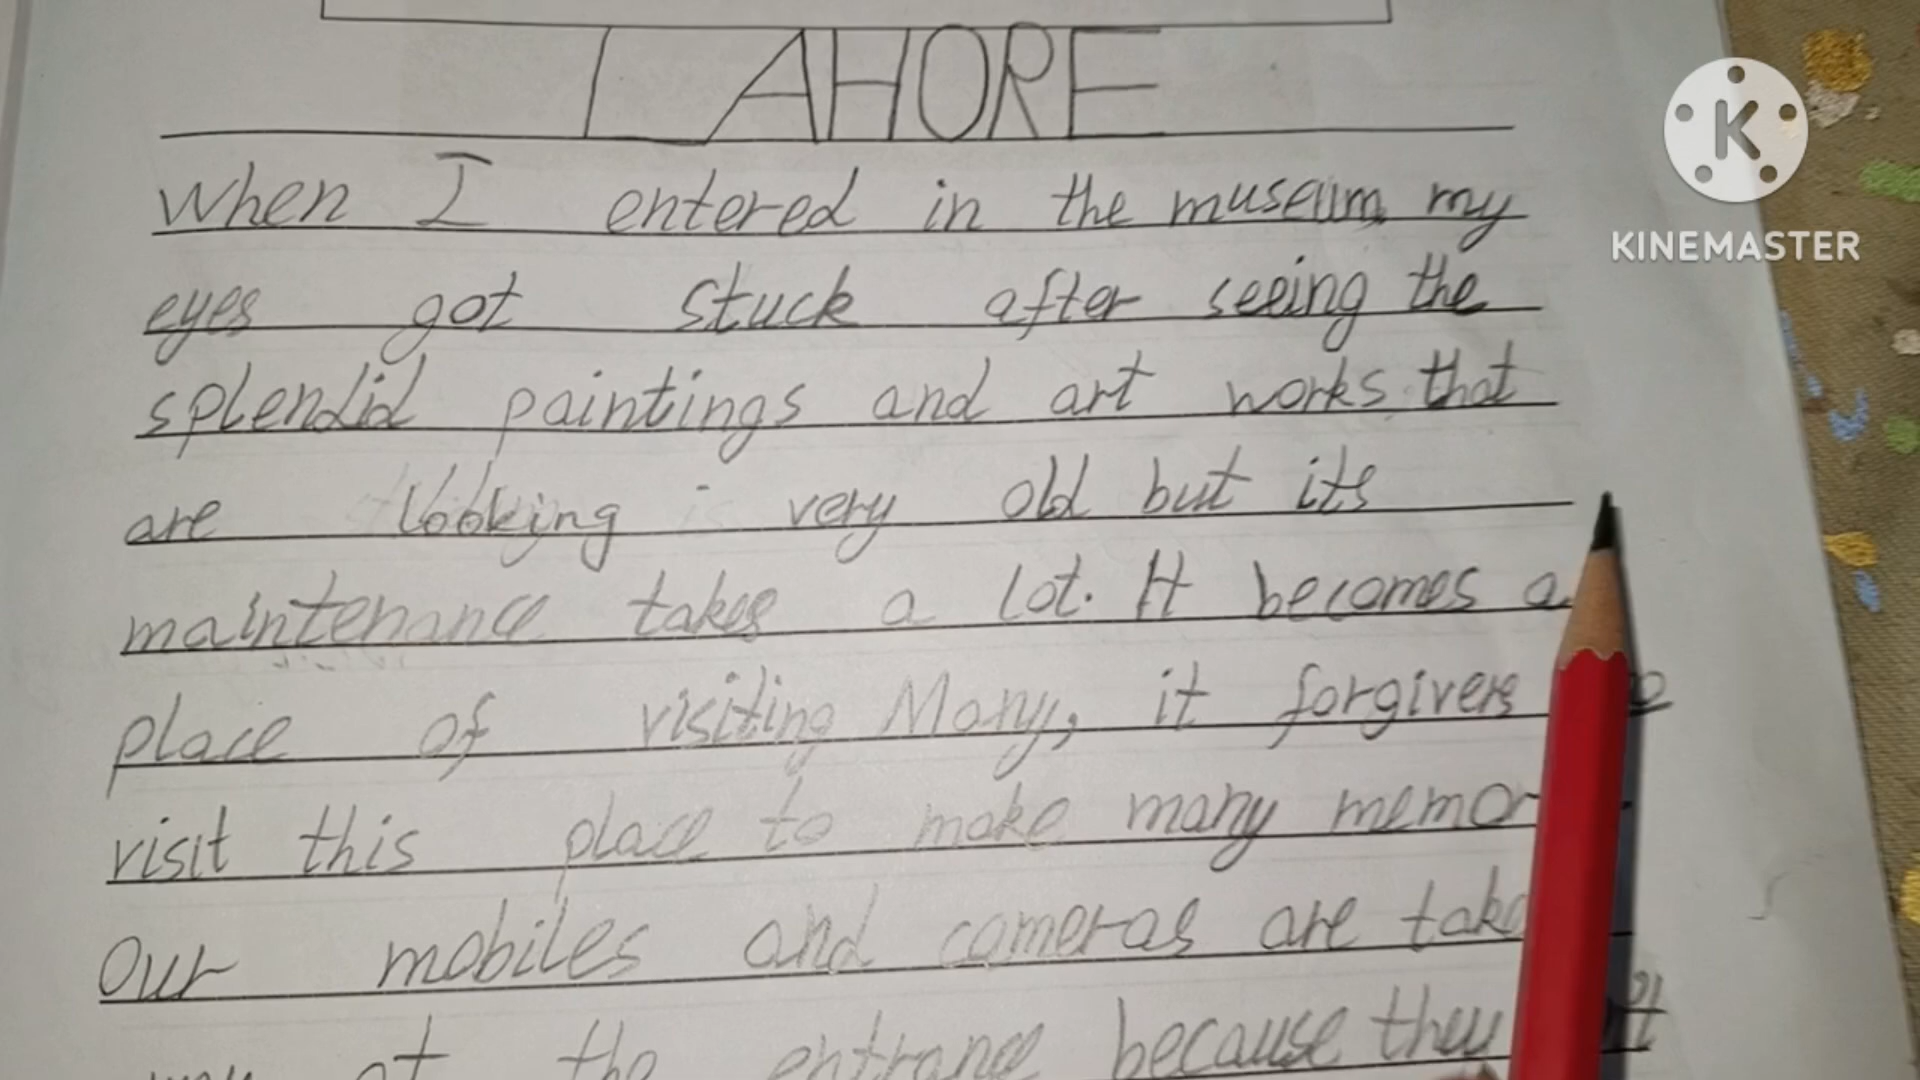 LAHORE
K
KINEMASTER
When I entered in the museum, my
eyes got stuck after seeing the
splendid paintings and art works that
are looking very old but its
maintenance takes a lot. It becomes a
place of visiting Many, it forgivers
visit this place to make many
our mobiles and cameras are
at the entrance because they